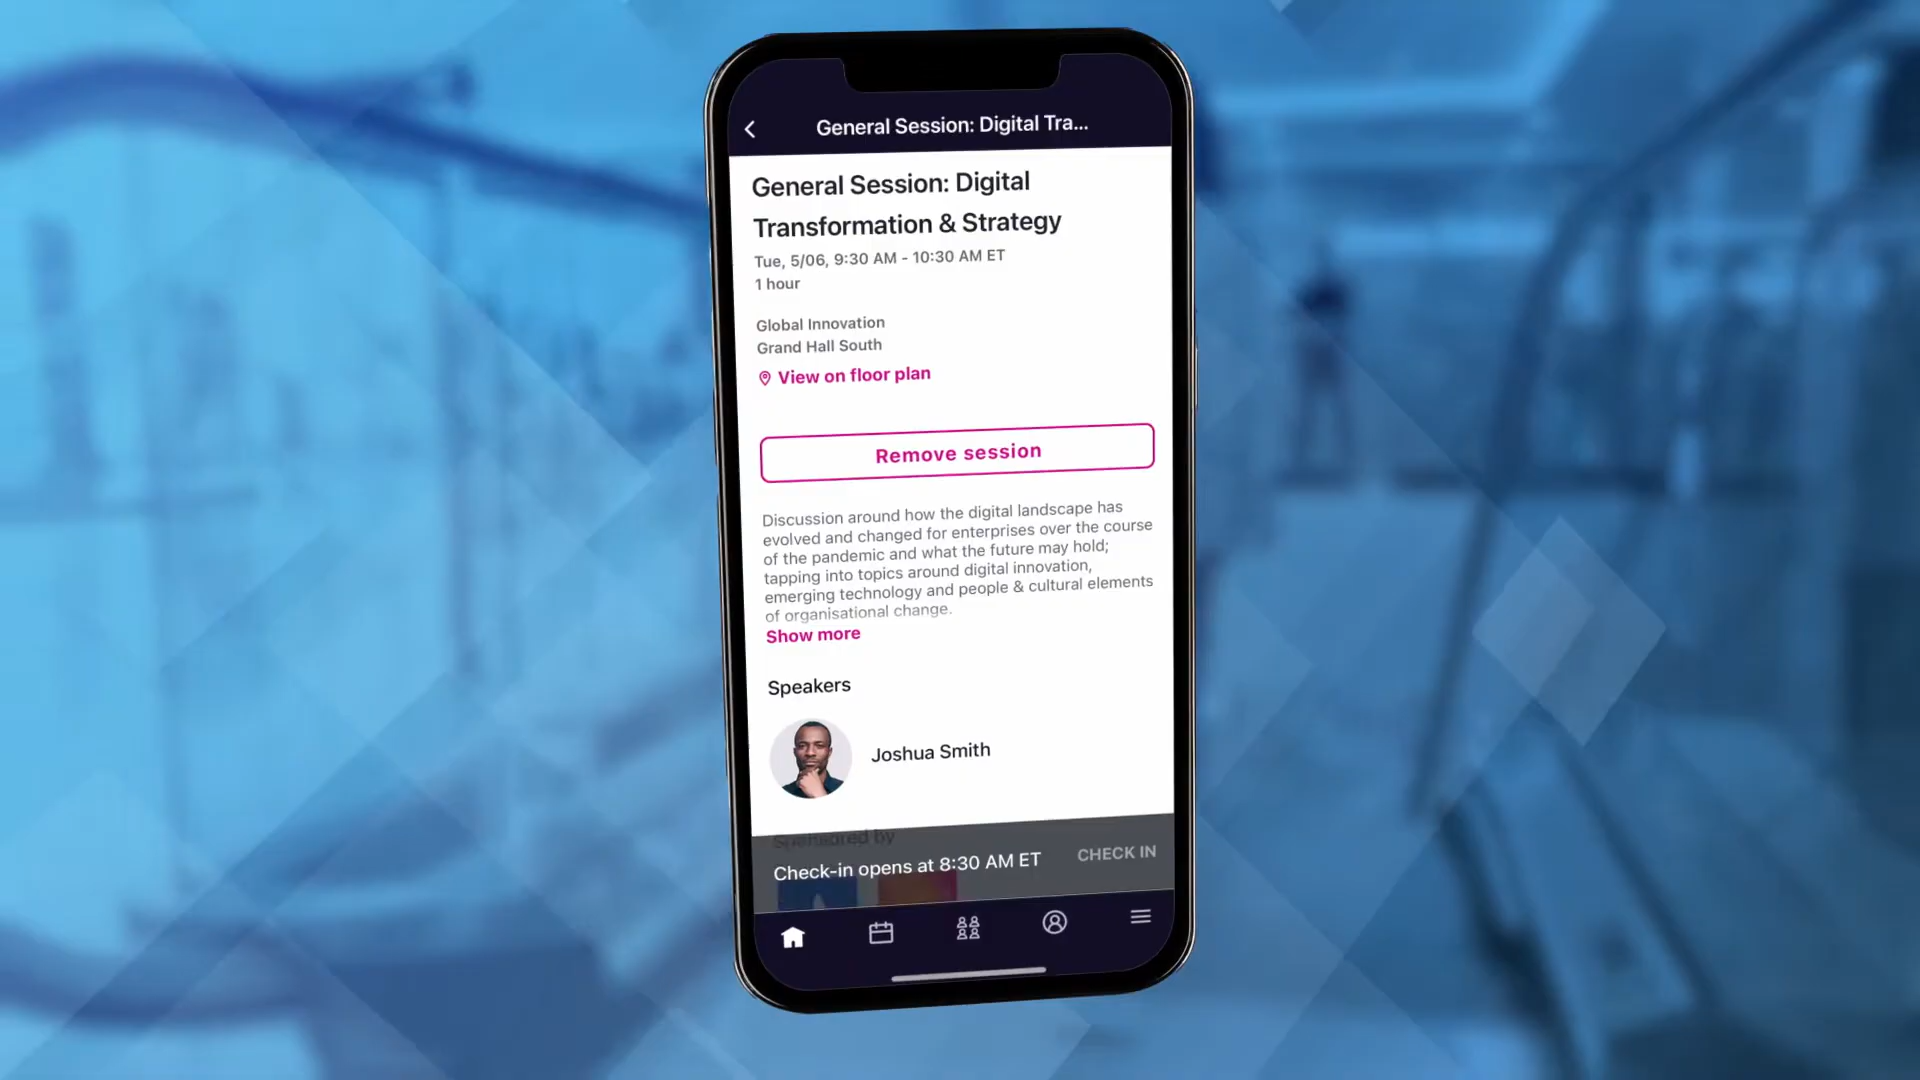 General Session: Digital Tra...
General Session: Digital
Transformation & Strategy
Tue, 5/06, 9:30 AM - 10:30 AM ET
1 hour
Global Innovation
Grand Hall South
View on floor plan
Remove session
Discussion around how the digital landscape has
evolved and changed for enterprises over the course
of the pandemic and what the future may hold;
tapping into topics around digital innovation,
emerging technology and people & cultural elements
of organisational change.
Show more
Speakers
Joshua Smith
Sponsored by
Check-in opens at 8:30 AM ET
CHECK IN